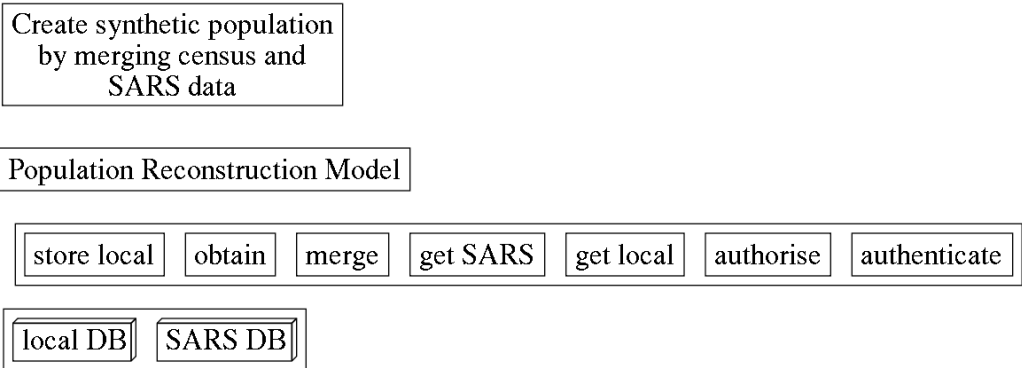 Create synthetic population
by merging census and
SARS data
Population Reconstruction Model
store local obtain merge get SARS get local authorise authenticate
local DB SARS DB